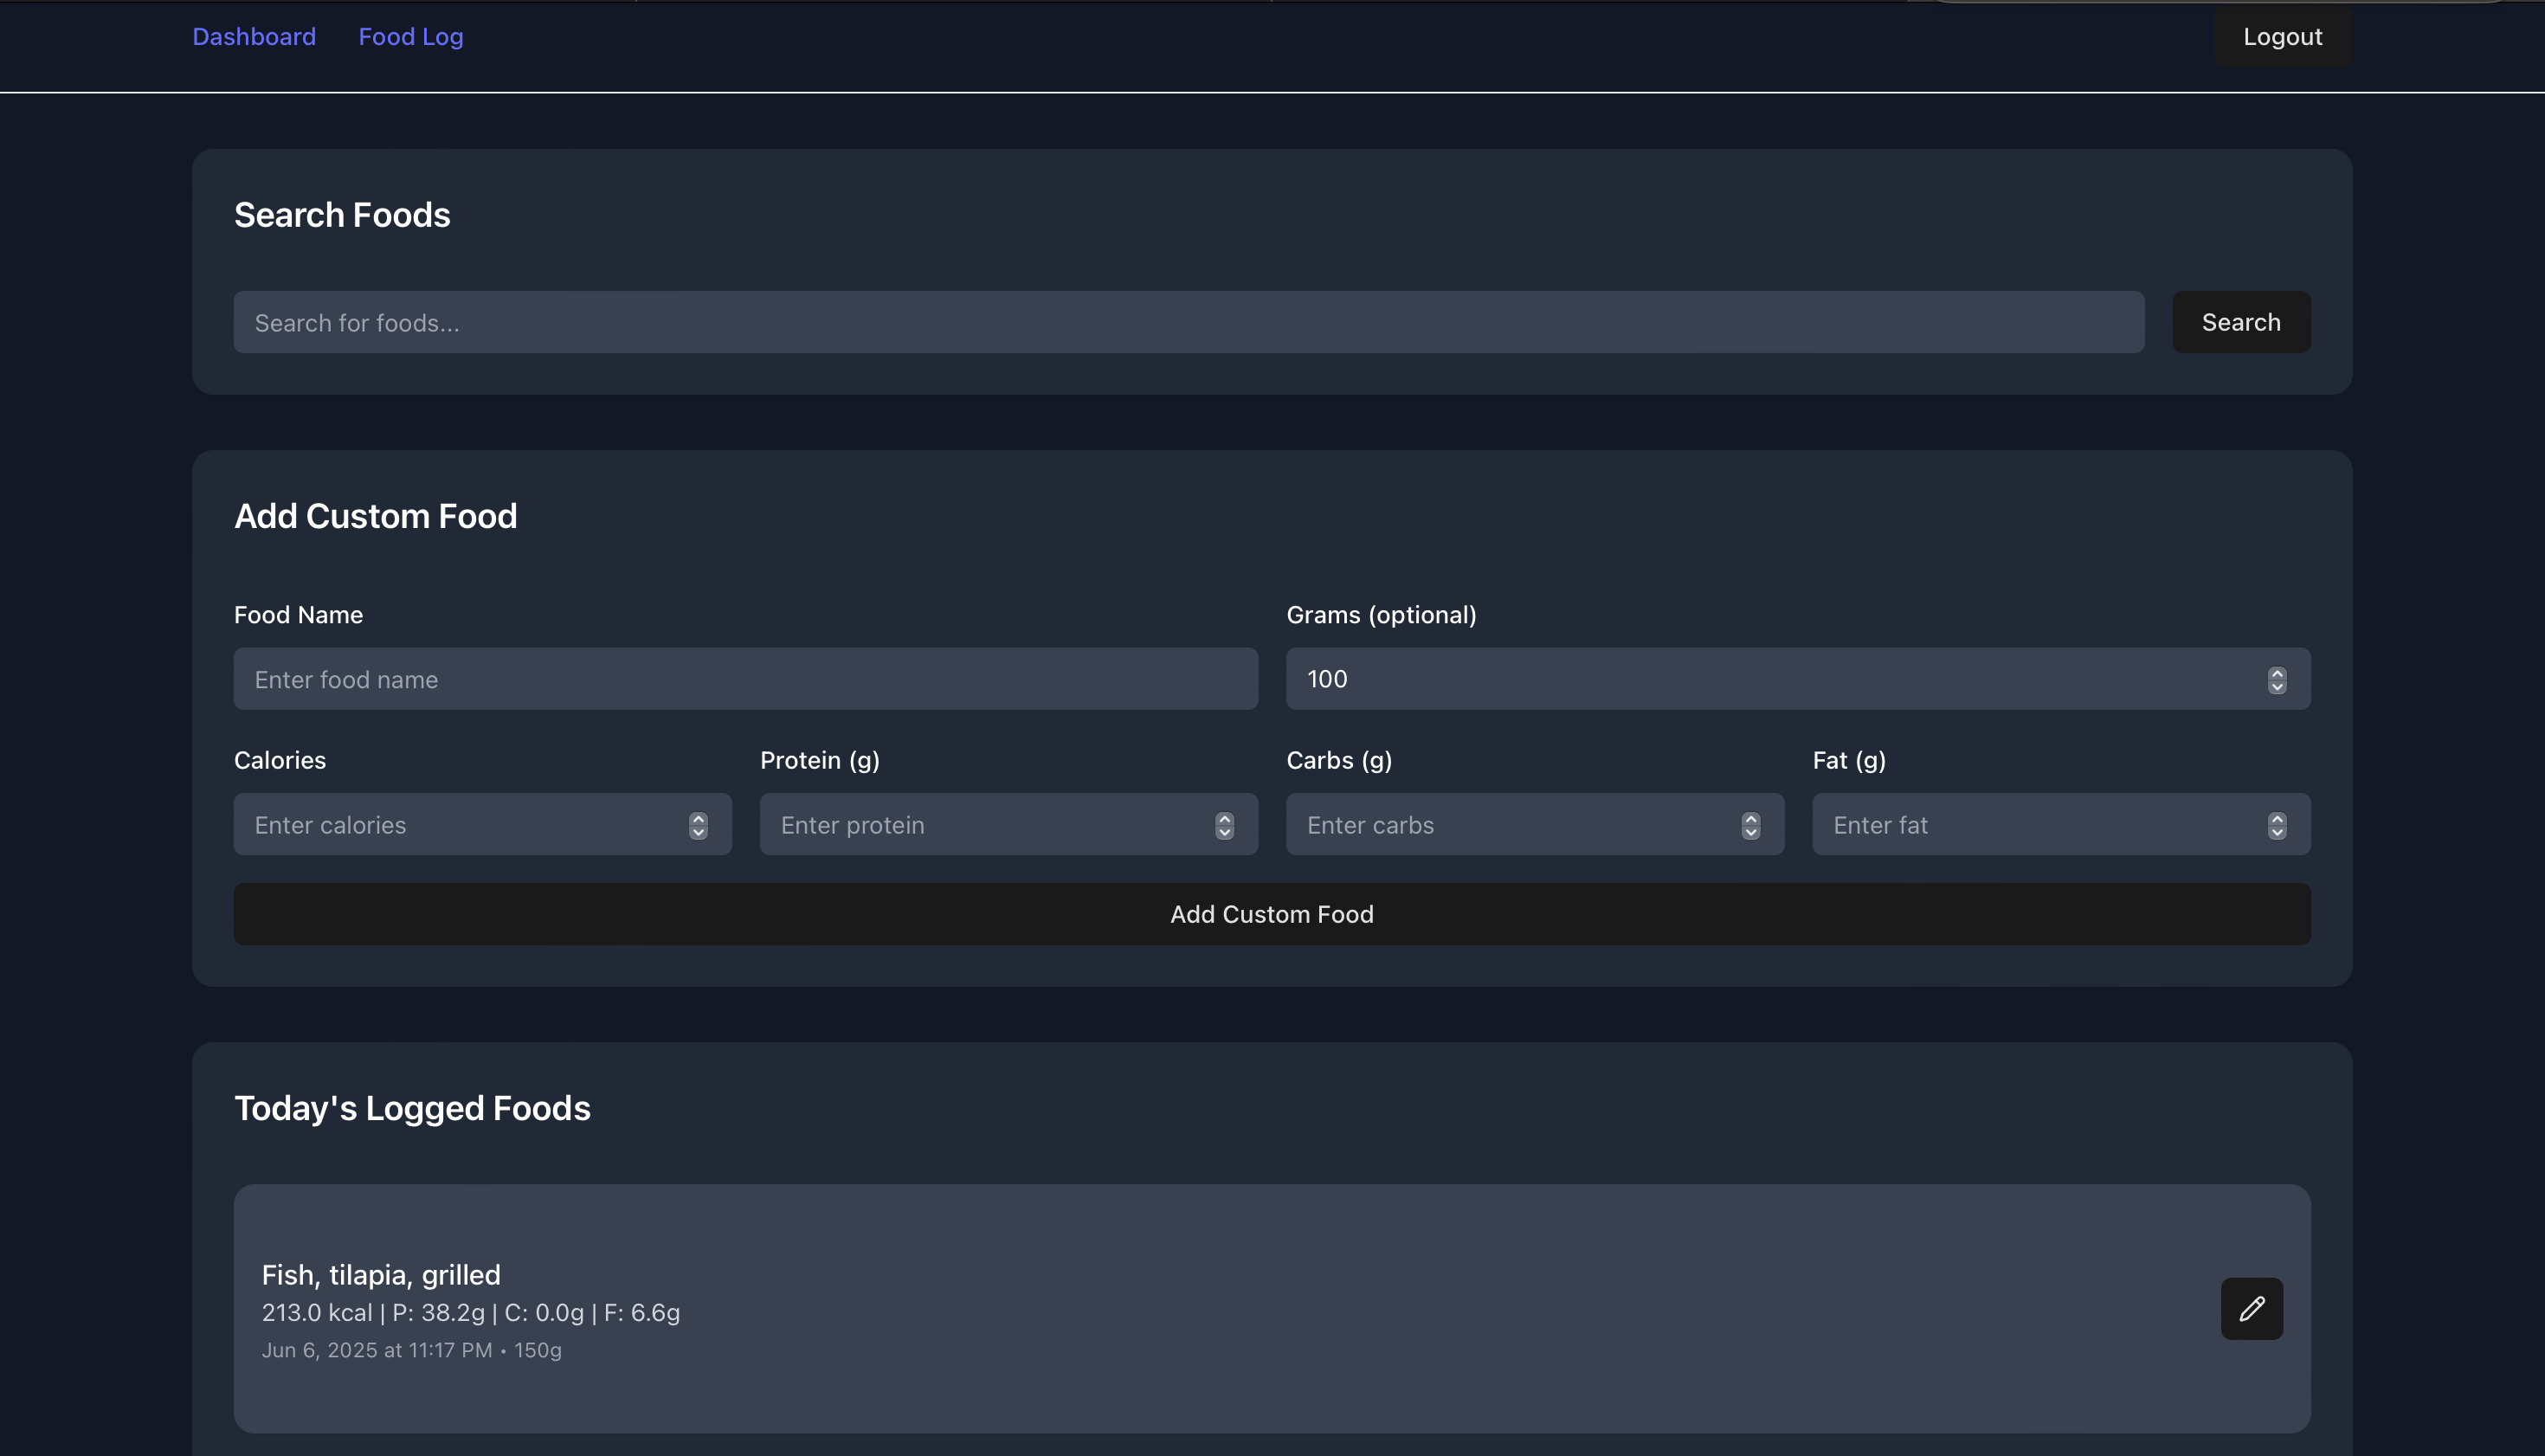 Dashboard Food Log Logout
Search Foods
Search for foods... Search
Add Custom Food
Food Name Grams (optional)
Enter food name 100
Calories Protein (g) Carbs (g) Fat (g)
Enter calories Enter protein Enter carbs Enter fat
Add Custom Food
Today's Logged Foods
Fish, tilapia, grilled
213.0 kcal | P: 38.2g | C: 0.0g | F: 6.6g
Jun 6, 2025 at 11:17 PM • 150g